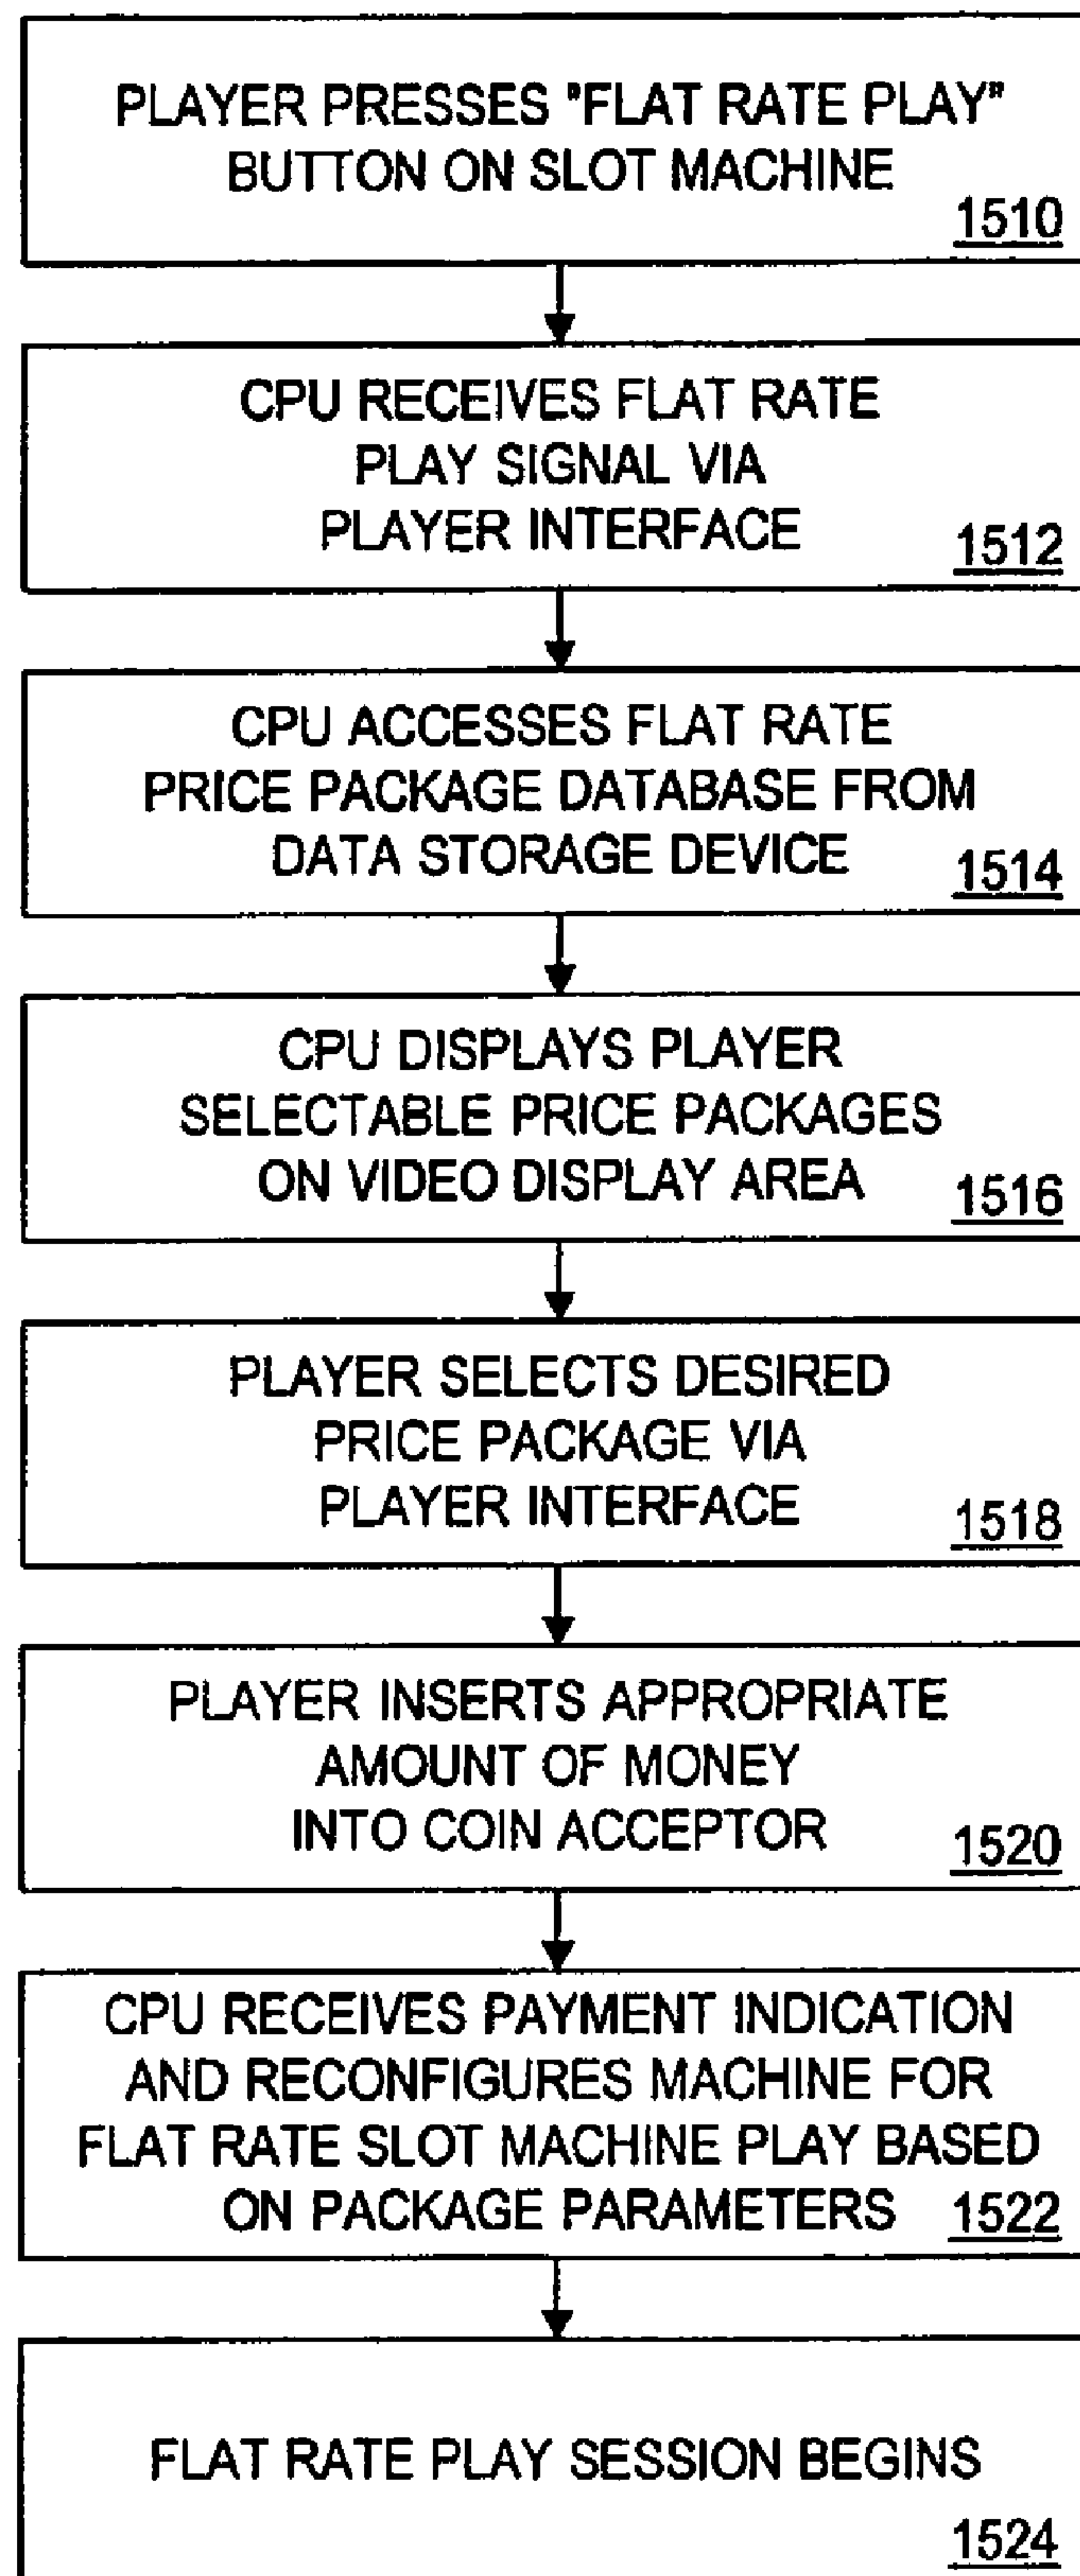 PLAYER PRESSES "FLAT RATE PLAY"
BUTTON ON SLOT MACHINE
1510
CPU RECEIVES FLAT RATE
PLAY SIGNAL VIA
PLAYER INTERFACE
1512
CPU ACCESSES FLAT RATE
PRICE PACKAGE DATABASE FROM
DATA STORAGE DEVICE
1514
CPU DISPLAYS PLAYER
SELECTABLE PRICE PACKAGES
ON VIDEO DISPLAY AREA
1516
PLAYER SELECTS DESIRED
PRICE PACKAGE VIA
PLAYER INTERFACE
1518
PLAYER INSERTS APPROPRIATE
AMOUNT OF MONEY
INTO COIN ACCEPTOR
1520
CPU RECEIVES PAYMENT INDICATION
AND RECONFIGURES MACHINE FOR
FLAT RATE SLOT MACHINE PLAY BASED
ON PACKAGE PARAMETERS
1522
FLAT RATE PLAY SESSION BEGINS
1524